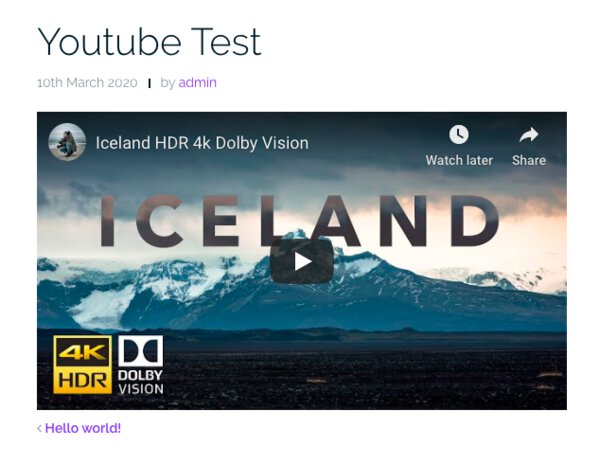 Youtube Test
10th March 2020 by admin
Iceland HDR 4k Dolby Vision
Watch later Share
ICELAND
4K
HDR
DOLBY
VISION
Hello world!